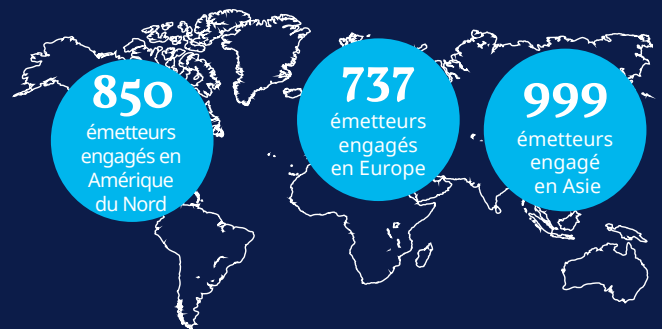 850
émetteurs
engagés en
Amérique
du Nord
737
émetteurs
engagés
en Europe
999
émetteurs
engagé
en Asie